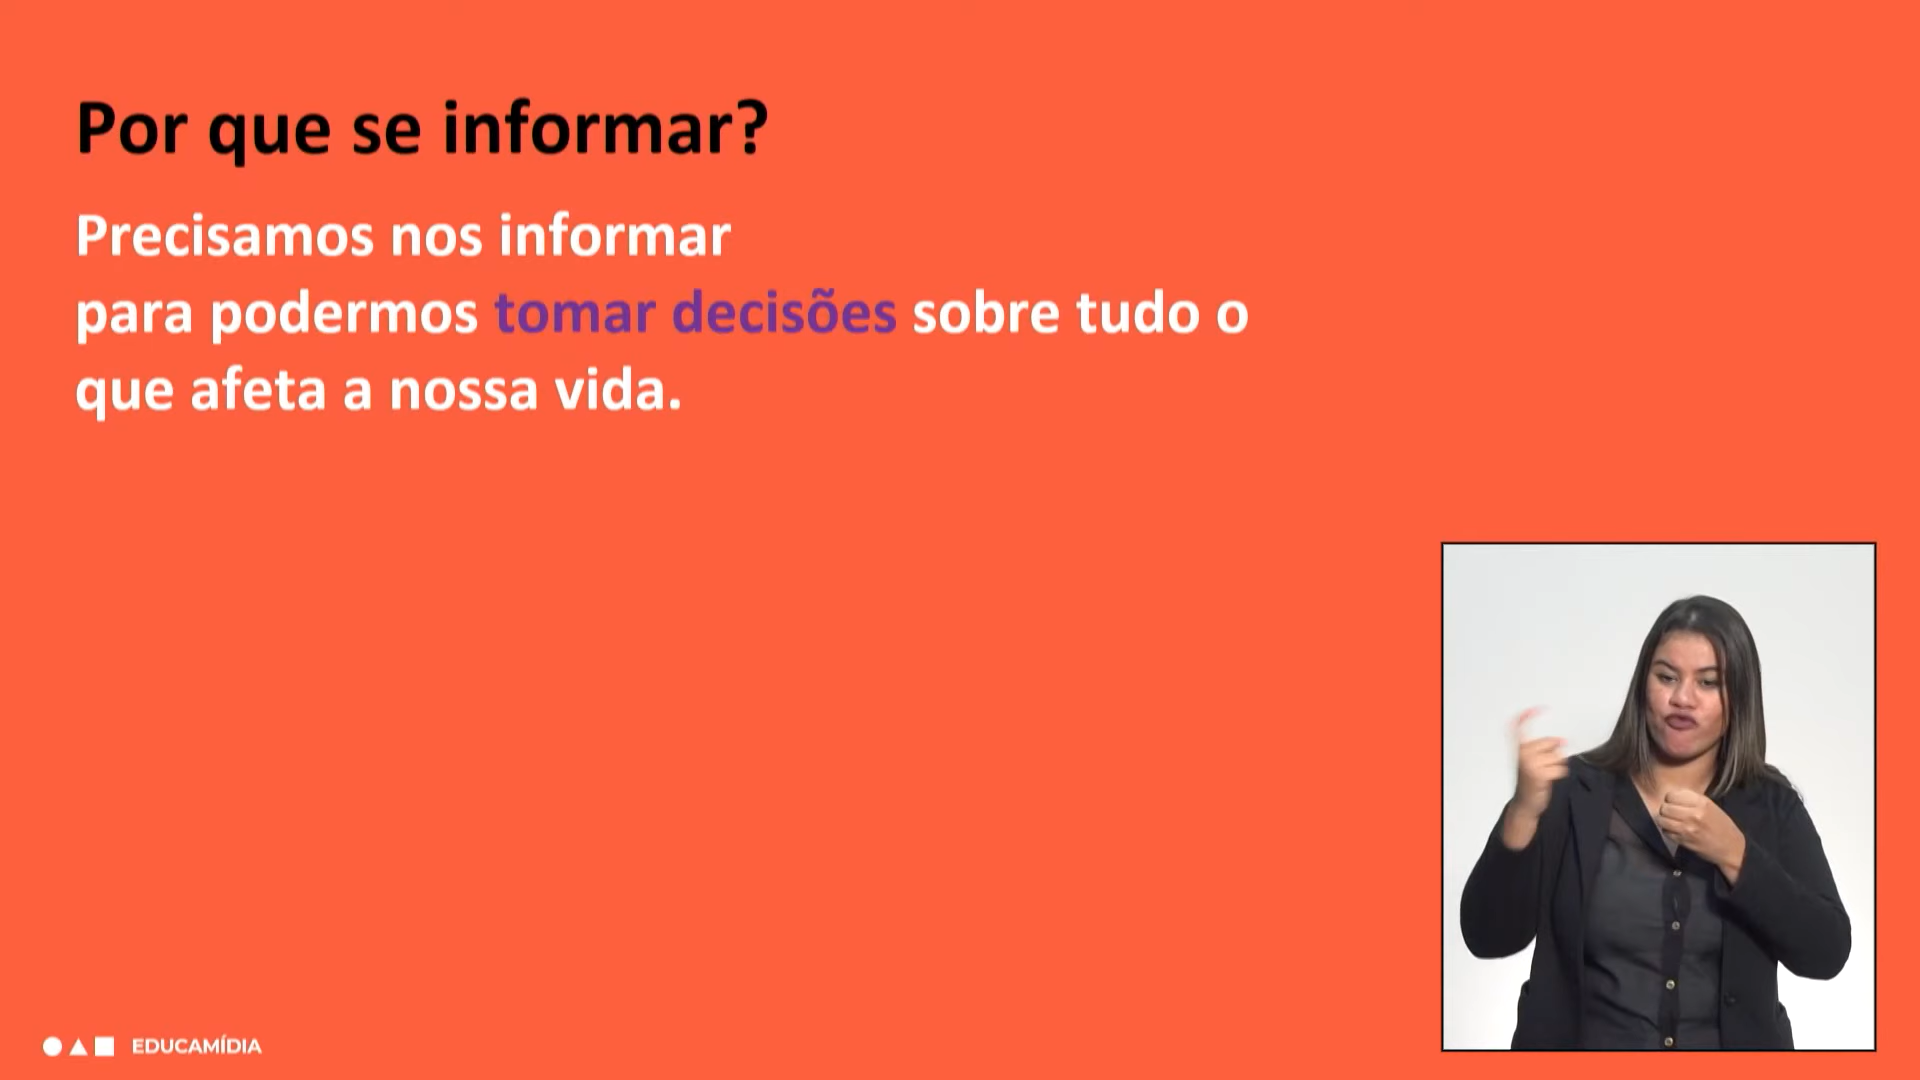 Por que se informar?
Precisamos nos informar
para podermos tomar decisões sobre tudo o
que afeta a nossa vida.
EDUCAMÍDIA